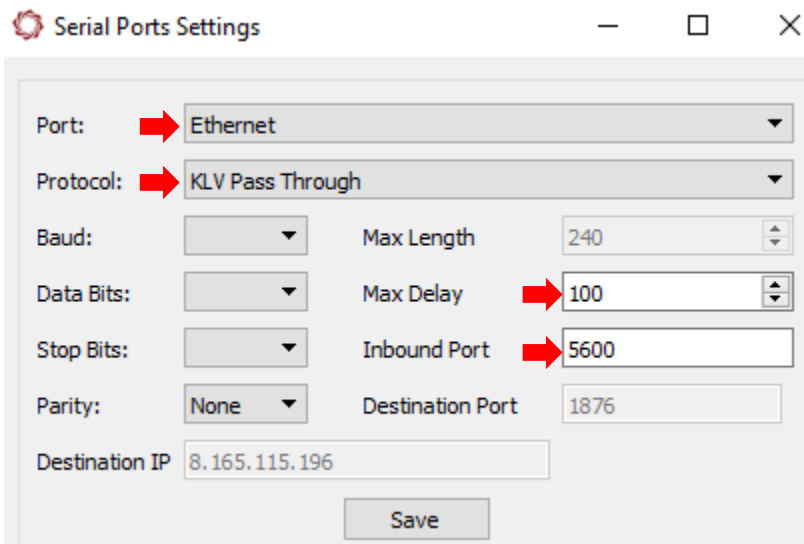 Serial Ports Settings
Port: Ethernet
Protocol: KLV Pass Through
Baud: Max Length 240
Data Bits: Max Delay 100
Stop Bits: Inbound Port 5600
Parity: None Destination Port 1876
Destination IP 8.165.115.196
Save